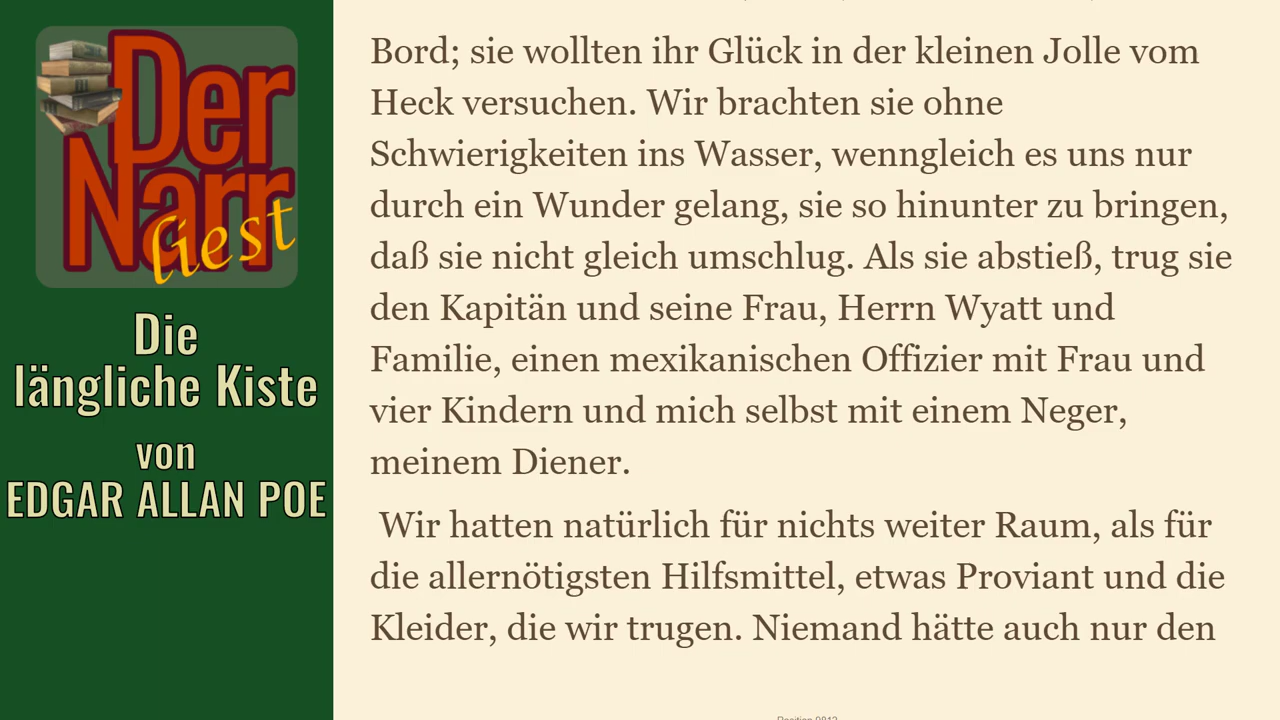 Der
Narr
liest
Die
längliche Kiste
von
EDGAR ALLAN POE
Bord; sie wollten ihr Glück in der kleinen Jolle vom
Heck versuchen. Wir brachten sie ohne
Schwierigkeiten ins Wasser, wenngleich es uns nur
durch ein Wunder gelang, sie so hinunter zu bringen,
daß sie nicht gleich umschlug. Als sie abstieß, trug sie
den Kapitän und seine Frau, Herrn Wyatt und
Familie, einen mexikanischen Offizier mit Frau und
vier Kindern und mich selbst mit einem Neger,
meinem Diener.
Wir hatten natürlich für nichts weiter Raum, als für
die allernötigsten Hilfsmittel, etwas Proviant und die
Kleider, die wir trugen. Niemand hätte auch nur den